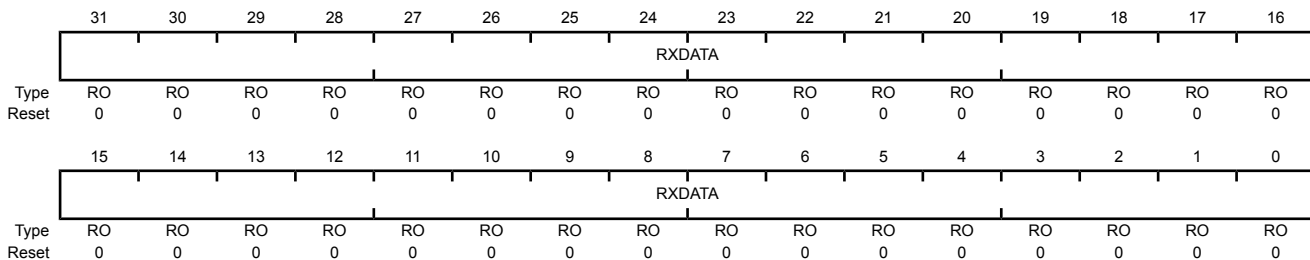 31 30 29 28 27 26 25 24 23 22 21 20 19 18 17 16
RXDATA
Type RO RO RO RO RO RO RO RO RO RO RO RO RO RO RO RO
Reset 0 0 0 0 0 0 0 0 0 0 0 0 0 0 0 0
15 14 13 12 11 10 9 8 7 6 5 4 3 2 1 0
RXDATA
Type RO RO RO RO RO RO RO RO RO RO RO RO RO RO RO RO
Reset 0 0 0 0 0 0 0 0 0 0 0 0 0 0 0 0